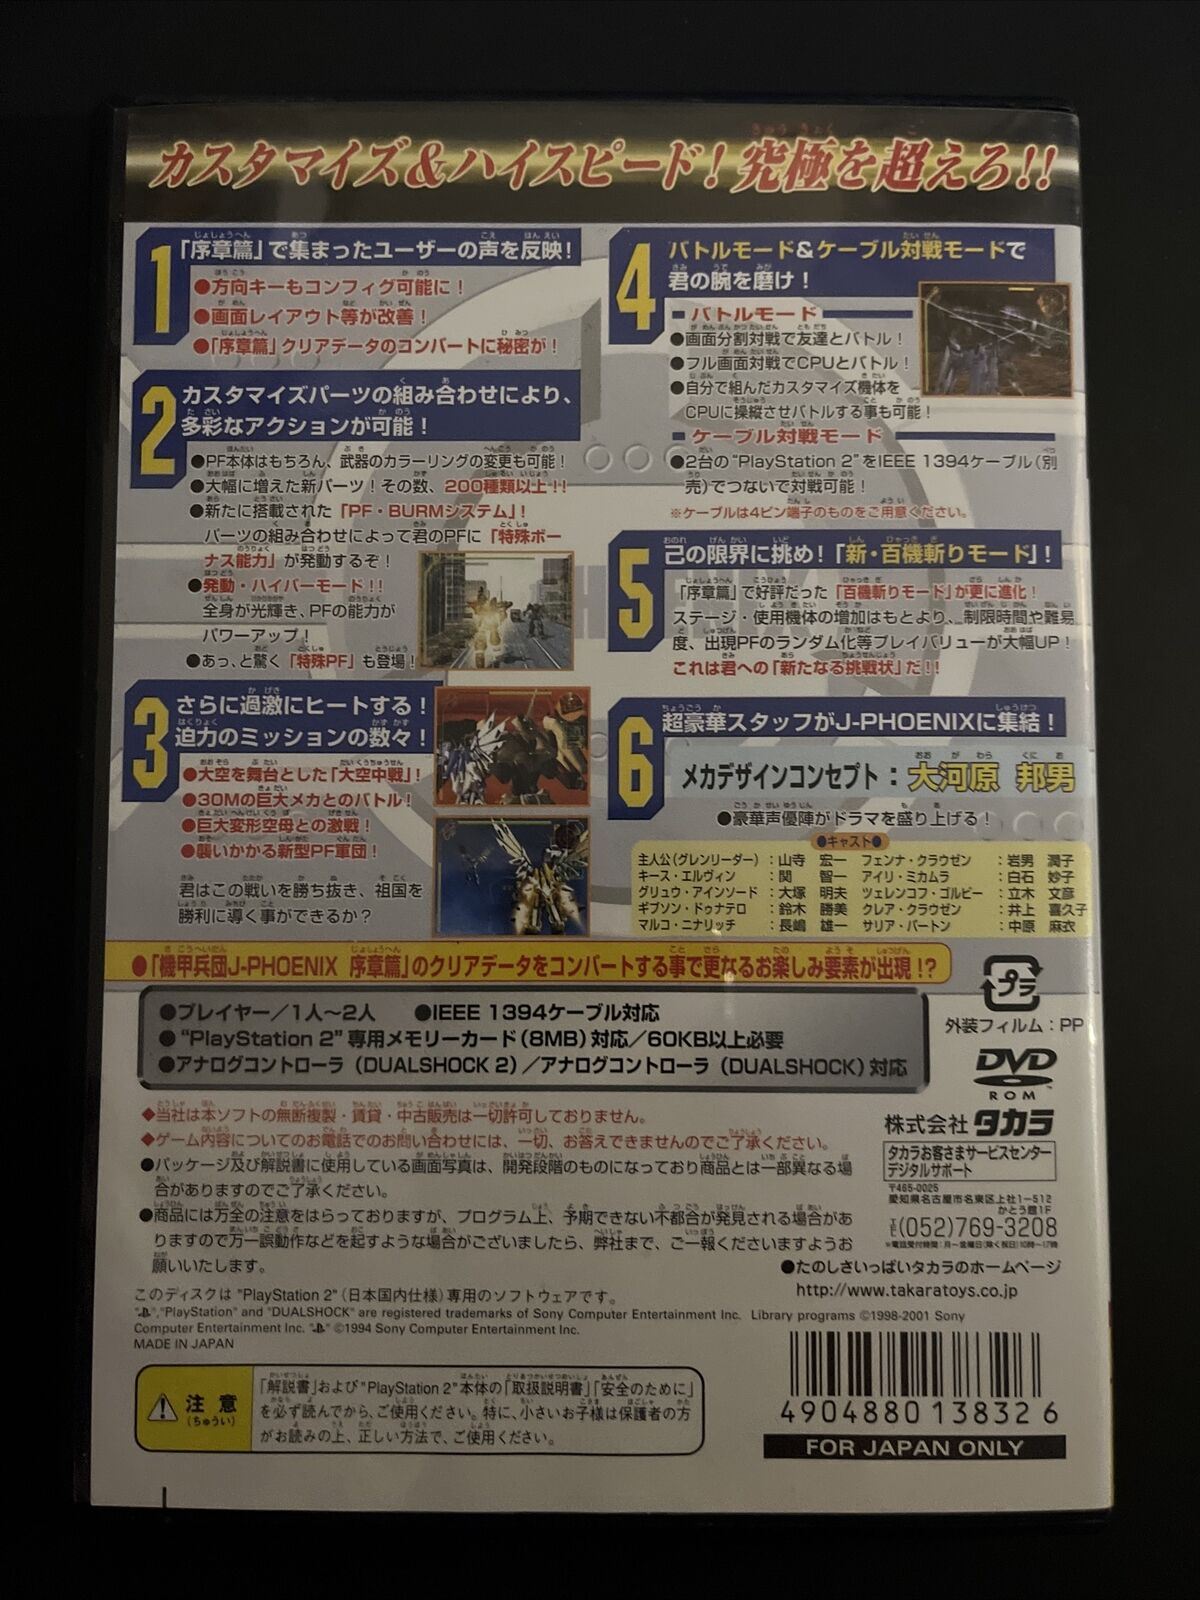 カスタマイズ&ハイスピード!究極を超えろ!!
1
「序章篇」で集まったユーザーの声を反映!
●方向キーもコンフィグ可能に!
●画面レイアウト等が改善!
●「序章篇」クリアデータのコンバートに秘密が!
2
カスタマイズパーツの組み合わせにより、
多彩なアクションが可能!
●PF本体はもちろん、武器のカラーリングの変更も可能!
●大幅に増えた新パーツ!その数、200種類以上!!
●新たに搭載された「PF・BURMシステム」!
パーツの組み合わせによって君のPFに「特殊ボー
ナス能力」が発動するぞ!
●発動・ハイパーモード!!
全身が光輝き、PFの能力が
パワーアップ!
●あっ、と驚く「特殊PF」も登場!
3
さらに過激にヒートする!
迫力のミッションの数々!
●大空を舞台とした「大空中戦」!
●30Mの巨大メカとのバトル!
●巨大変形空母との激戦!
●襲いかかる新型PF軍団!
君はこの戦いを勝ち抜き、祖国を
勝利に導く事ができるか?
4
バトルモード&ケーブル対戦モードで
君の腕を磨け!
バトルモード
●画面分割対戦で友達とバトル!
●フル画面対戦でCPUとバトル!
●自分で組んだカスタマイズ機体を
CPUに操縦させバトルする事も可能!
ケーブル対戦モード
●2台の"PlayStation 2"をIEEE 1394ケーブル(別
売)でつないで対戦可能!
※ケーブルは4ピン端子のものをご用意ください。
5
己の限界に挑め!「新・百機斬りモード」!
「序章篇」で好評だった「百機斬りモード」が更に進化!
ステージ・使用機体の増加はもとより、制限時間や難易
度、出現PFのランダム化等プレイバリューが大幅UP!
これは君への「新たなる挑戦状」だ!!
6
超豪華スタッフがJ-PHOENIXに集結!
メカデザインコンセプト:大河原 邦男
●豪華声優陣がドラマを盛り上げる!
●キャスト●
主人公(グレンリーダー):山寺 宏一 フェンナ・クラウゼン:岩男 潤子
キース・エルヴィン:関 智一 アイリ・ミカムラ:白石 妙子
グリュウ・アインソード:大塚 明夫 ツェレンコフ・ゴルビー:立木 文彦
ギブソン・ドゥナテロ:鈴木 勝美 クレア・クラウゼン:井上 喜久子
マルコ・ニナリッチ:長嶋 雄一 サリア・バートン:中原 麻衣
●「機甲兵団J-PHOENIX 序章篇」のクリアデータをコンバートする事で更なるお楽しみ要素が出現!?
●プレイヤー/1人〜2人 ●IEEE 1394ケーブル対応
●"PlayStation 2"専用メモリーカード(8MB)対応/60KB以上必要
●アナログコントローラ(DUALSHOCK 2)/アナログコントローラ(DUALSHOCK)対応
プラ
外装フィルム:PP
DVD
ROM
◆当社は本ソフトの無断複製・賃貸・中古販売は一切許可しておりません。
◆ゲーム内容についてのお電話でのお問い合わせには、一切、お答えできませんのでご了承ください。
●パッケージ及び解説書に使用している画面写真は、開発段階のものになっており商品とは一部異なる場
合がありますのでご了承ください。
●商品には万全の注意をはらっておりますが、プログラム上、予期できない不都合が発見される場合があ
りますので万一誤動作などを起すような場合がございましたら、弊社まで、ご一報くださいますようお
願いいたします。
株式会社タカラ
タカラお客さまサービスセンター
デジタルサポート
〒465-0025
愛知県名古屋市名東区上社1-512
かとう館1F
TEL(052)769-3208
※電話受付時間:月〜金曜日(除く祝日)10時〜17時
●たのしさいっぱいタカラのホームページ
http://www.takaratoys.co.jp
このディスクは"PlayStation 2"(日本国内仕様)専用のソフトウェアです。
" ","PlayStation" and "DUALSHOCK" are registered trademarks of Sony Computer Entertainment Inc. Library programs ©1998-2001 Sony
Computer Entertainment Inc. " " ©1994 Sony Computer Entertainment Inc.
MADE IN JAPAN
注意
(ちゅうい)
「解説書」および"PlayStation 2"本体の「取扱説明書」「安全のために」
を必ず読んでから、ご使用ください。特に、小さいお子様は保護者の方
がお読みの上、正しい方法で、ご使用ください。
4904880138326
FOR JAPAN ONLY